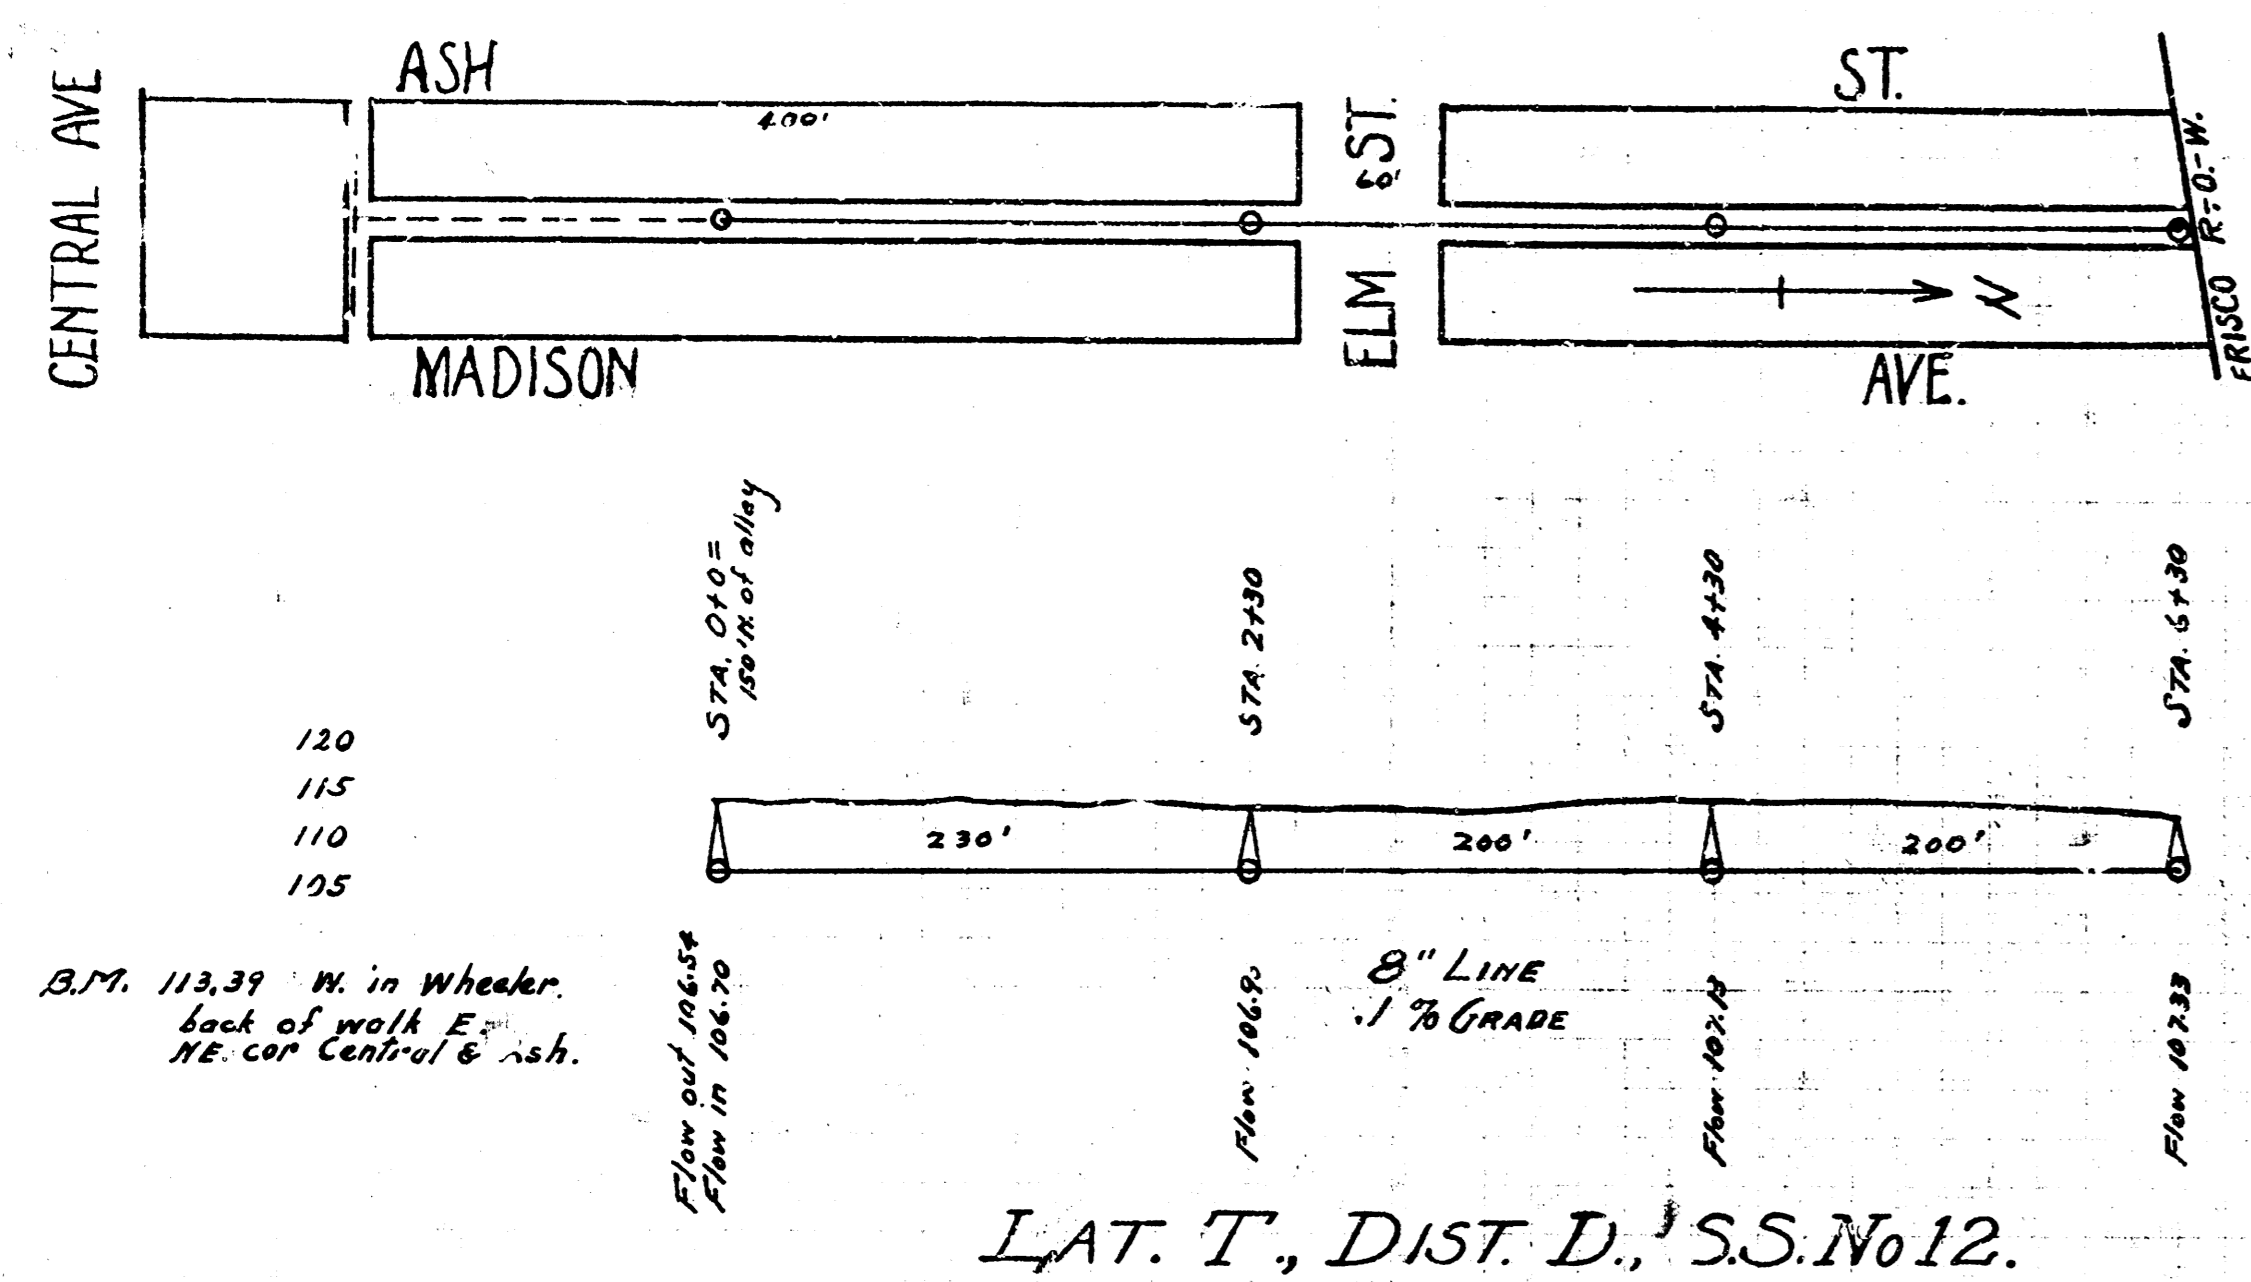 CENTRAL AVE
ASH ST.
400'
ELM ST.
60'
N
FRISCO R.-O.-W.
MADISON AVE.
STA. 0+0 =
150' N. of alley
STA. 2+30
STA. 4+30
STA. 6+30
120
115
110
105
230'
200'
200'
B.M. 113.39 W. in Wheeler.
back of walk E.
NE. cor Central &
Flow out 106.54
Flow in 106.70
Flow
8" LINE
.1 % GRADE
Flow 107.13
Flow 107.33
LAT. T., DIST. D., S.S. No 12.